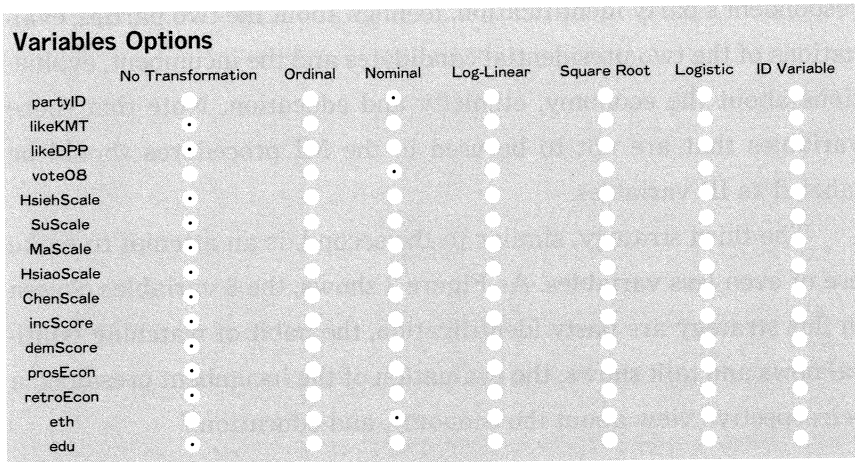 Variables Options
No Transformation Ordinal Nominal Log-Linear Square Root Logistic ID Variable
partyID
likeKMT
likeDPP
vote08
HsiehScale
SuScale
MaScale
HsiaoScale
ChenScale
incScore
demScore
prosEcon
retroEcon
eth
edu